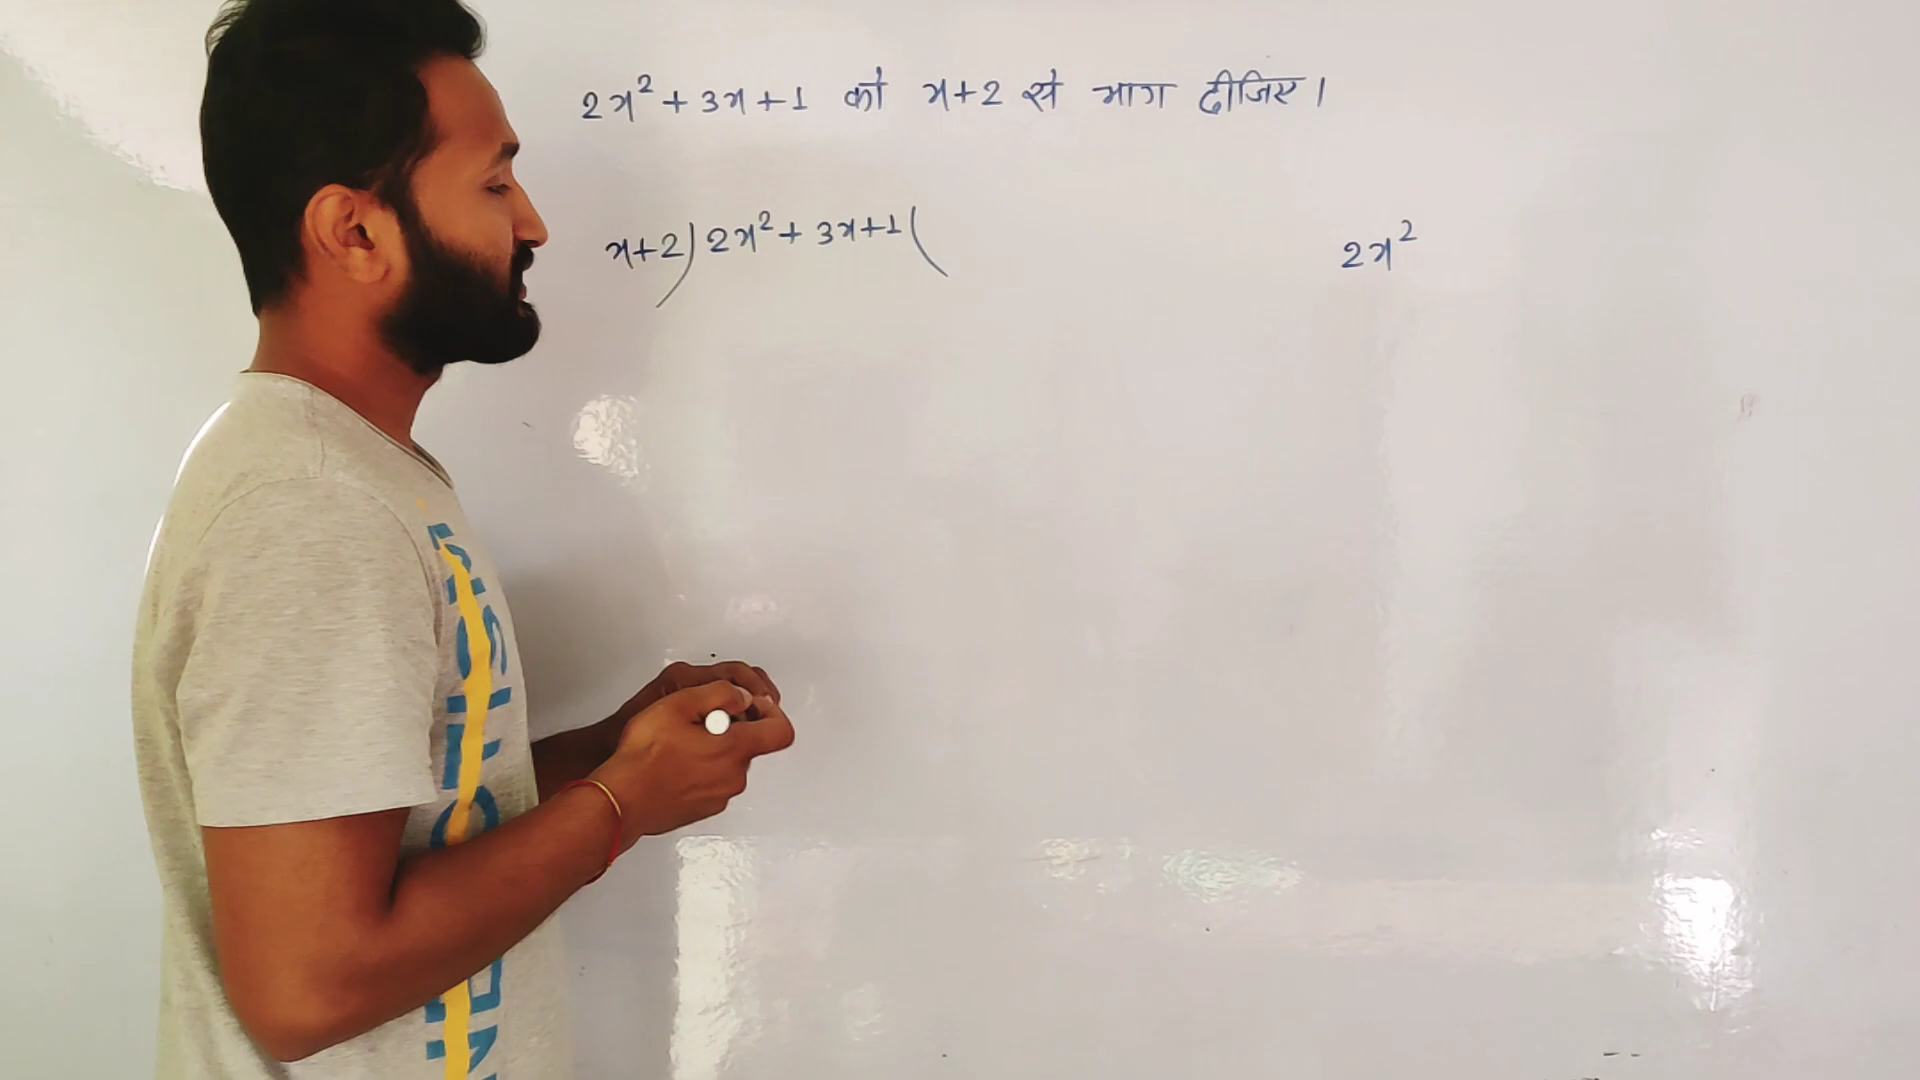 2x² + 3x + 1 को x+2 से भाग दीजिए।
x+2) 2x² + 3x+1(
2x²